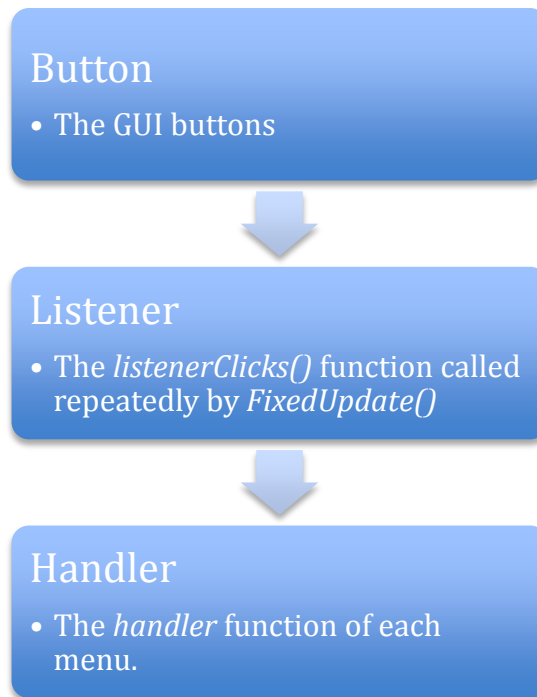 Button
• The GUI buttons
Listener
• The listenerClicks() function called
repeatedly by FixedUpdate()
Handler
• The handler function of each
menu.